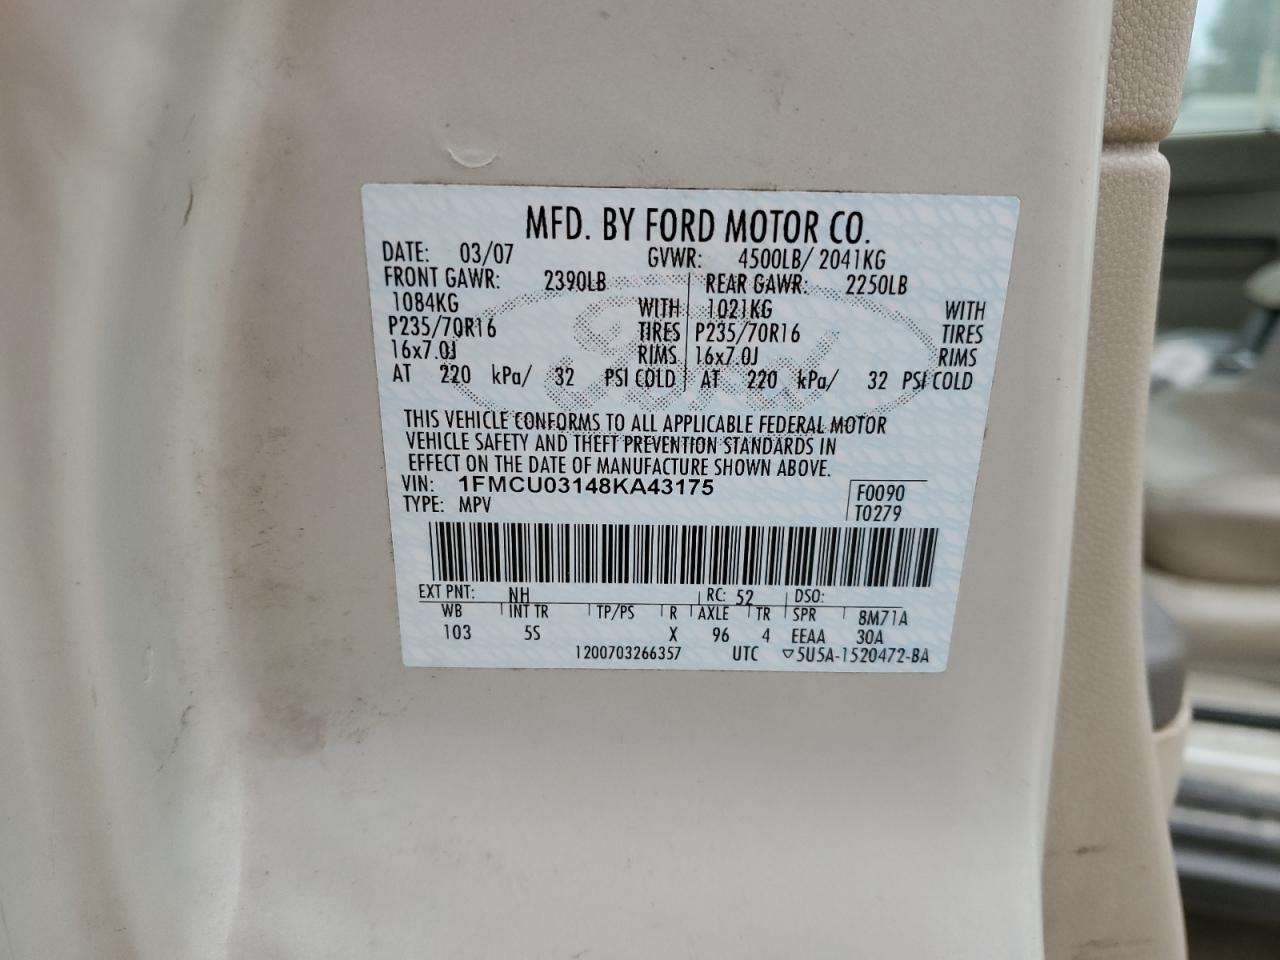 MFD. BY FORD MOTOR CO.
DATE: 03/07 GVWR: 4500LB/ 2041KG
FRONT GAWR: 2390LB REAR GAWR: 2250LB
1084KG WITH 1021KG WITH
P235/70R16 TIRES P235/70R16 TIRES
16x7.0J RIMS 16x7.0J RIMS
AT 220 kPa/ 32 PSI COLD AT 220 kPa/ 32 PSI COLD
THIS VEHICLE CONFORMS TO ALL APPLICABLE FEDERAL MOTOR
VEHICLE SAFETY AND THEFT PREVENTION STANDARDS IN
EFFECT ON THE DATE OF MANUFACTURE SHOWN ABOVE.
VIN: 1FMCU03148KA43175 F0090
TYPE: MPV T0279
EXT PNT: NH RC: 52 DSO:
WB INT TR TP/PS R AXLE TR SPR 8M71A
103 5S X 96 4 EEAA 30A
1200703266357 UTC ▽5U5A-1520472-BA
Ford